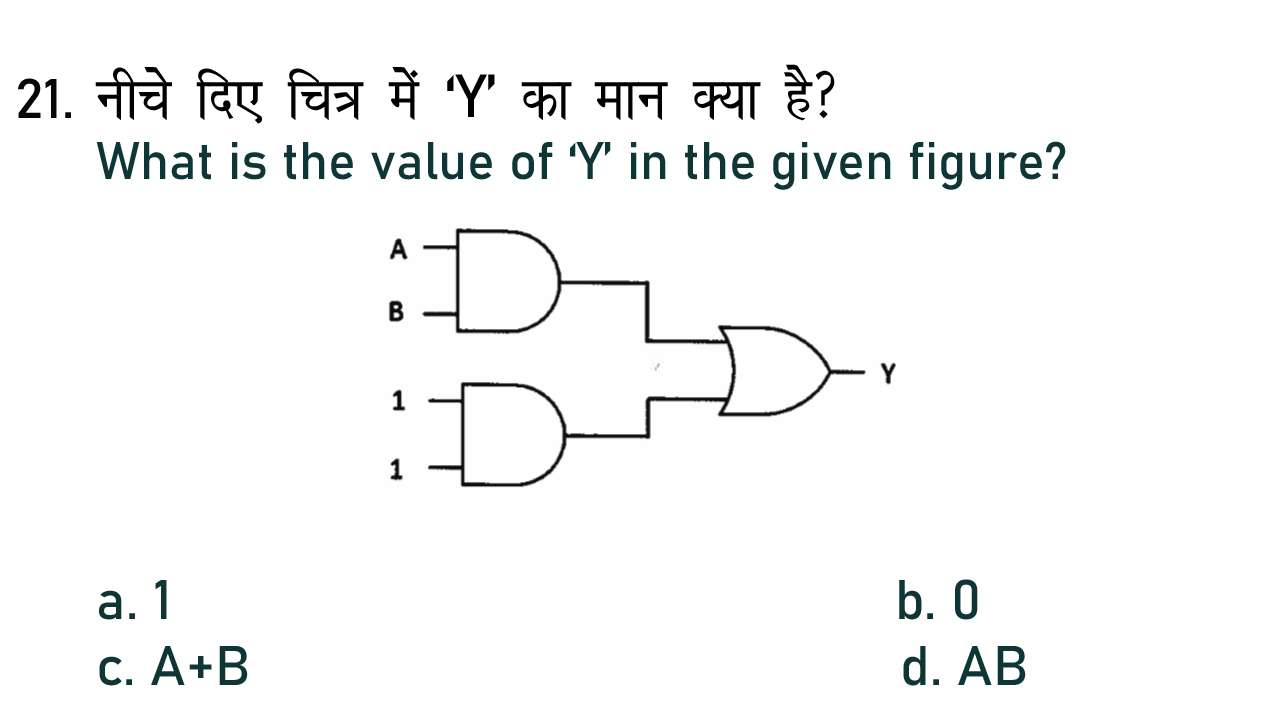 21. नीचे दिए चित्र में ‘Y’ का मान क्या है?
What is the value of ‘Y’ in the given figure?
A
B
1
1
Y
a. 1 b. 0
c. A+B d. AB